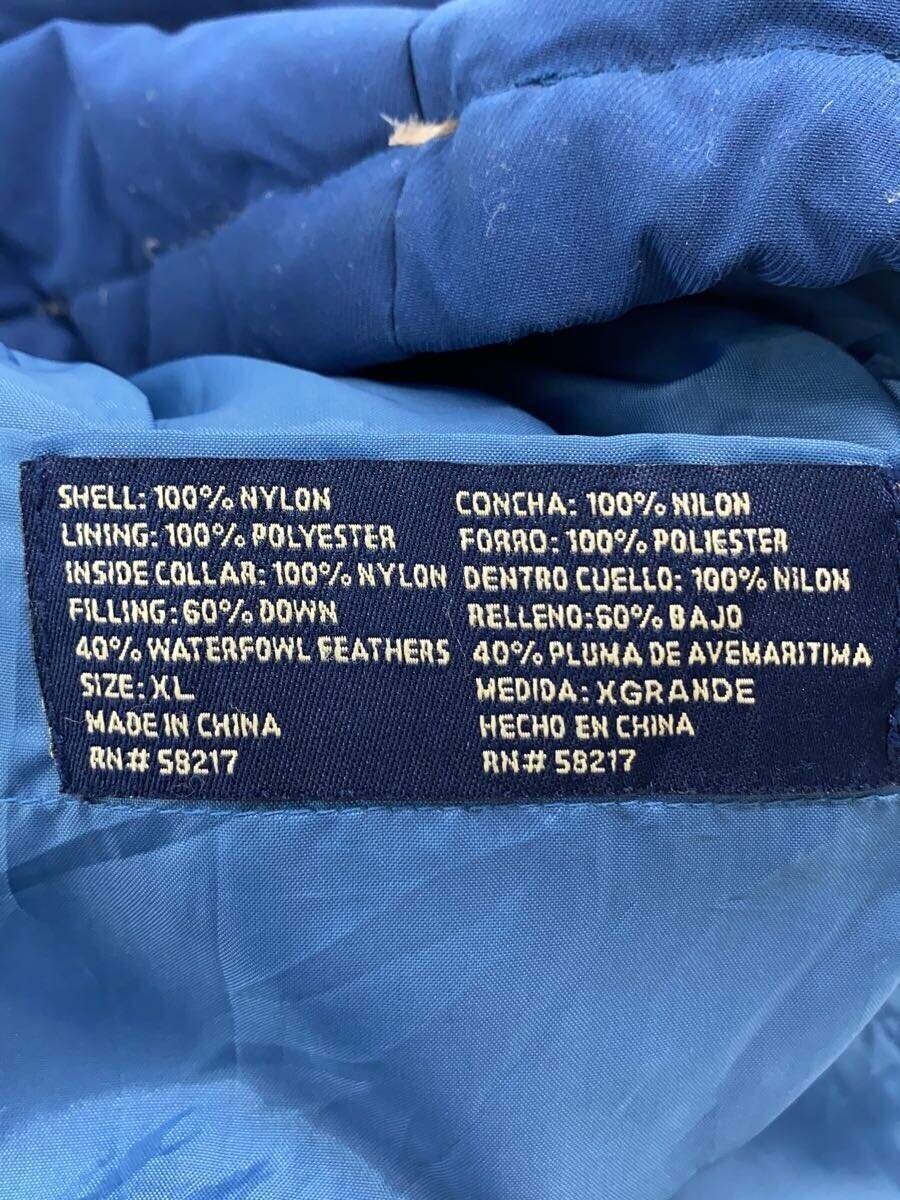 SHELL: 100% NYLON
LINING: 100% POLYESTER
INSIDE COLLAR: 100% NYLON
FILLING: 60% DOWN
40% WATERFOWL FEATHERS
SIZE: XL
MADE IN CHINA
RN# 58217
CONCHA: 100% NILON
FORRO: 100% POLIESTER
DENTRO CUELLO: 100% NILON
RELLENO: 60% BAJO
40% PLUMA DE AVEMARITIMA
MEDIDA: XGRANDE
HECHO EN CHINA
RN# 58217